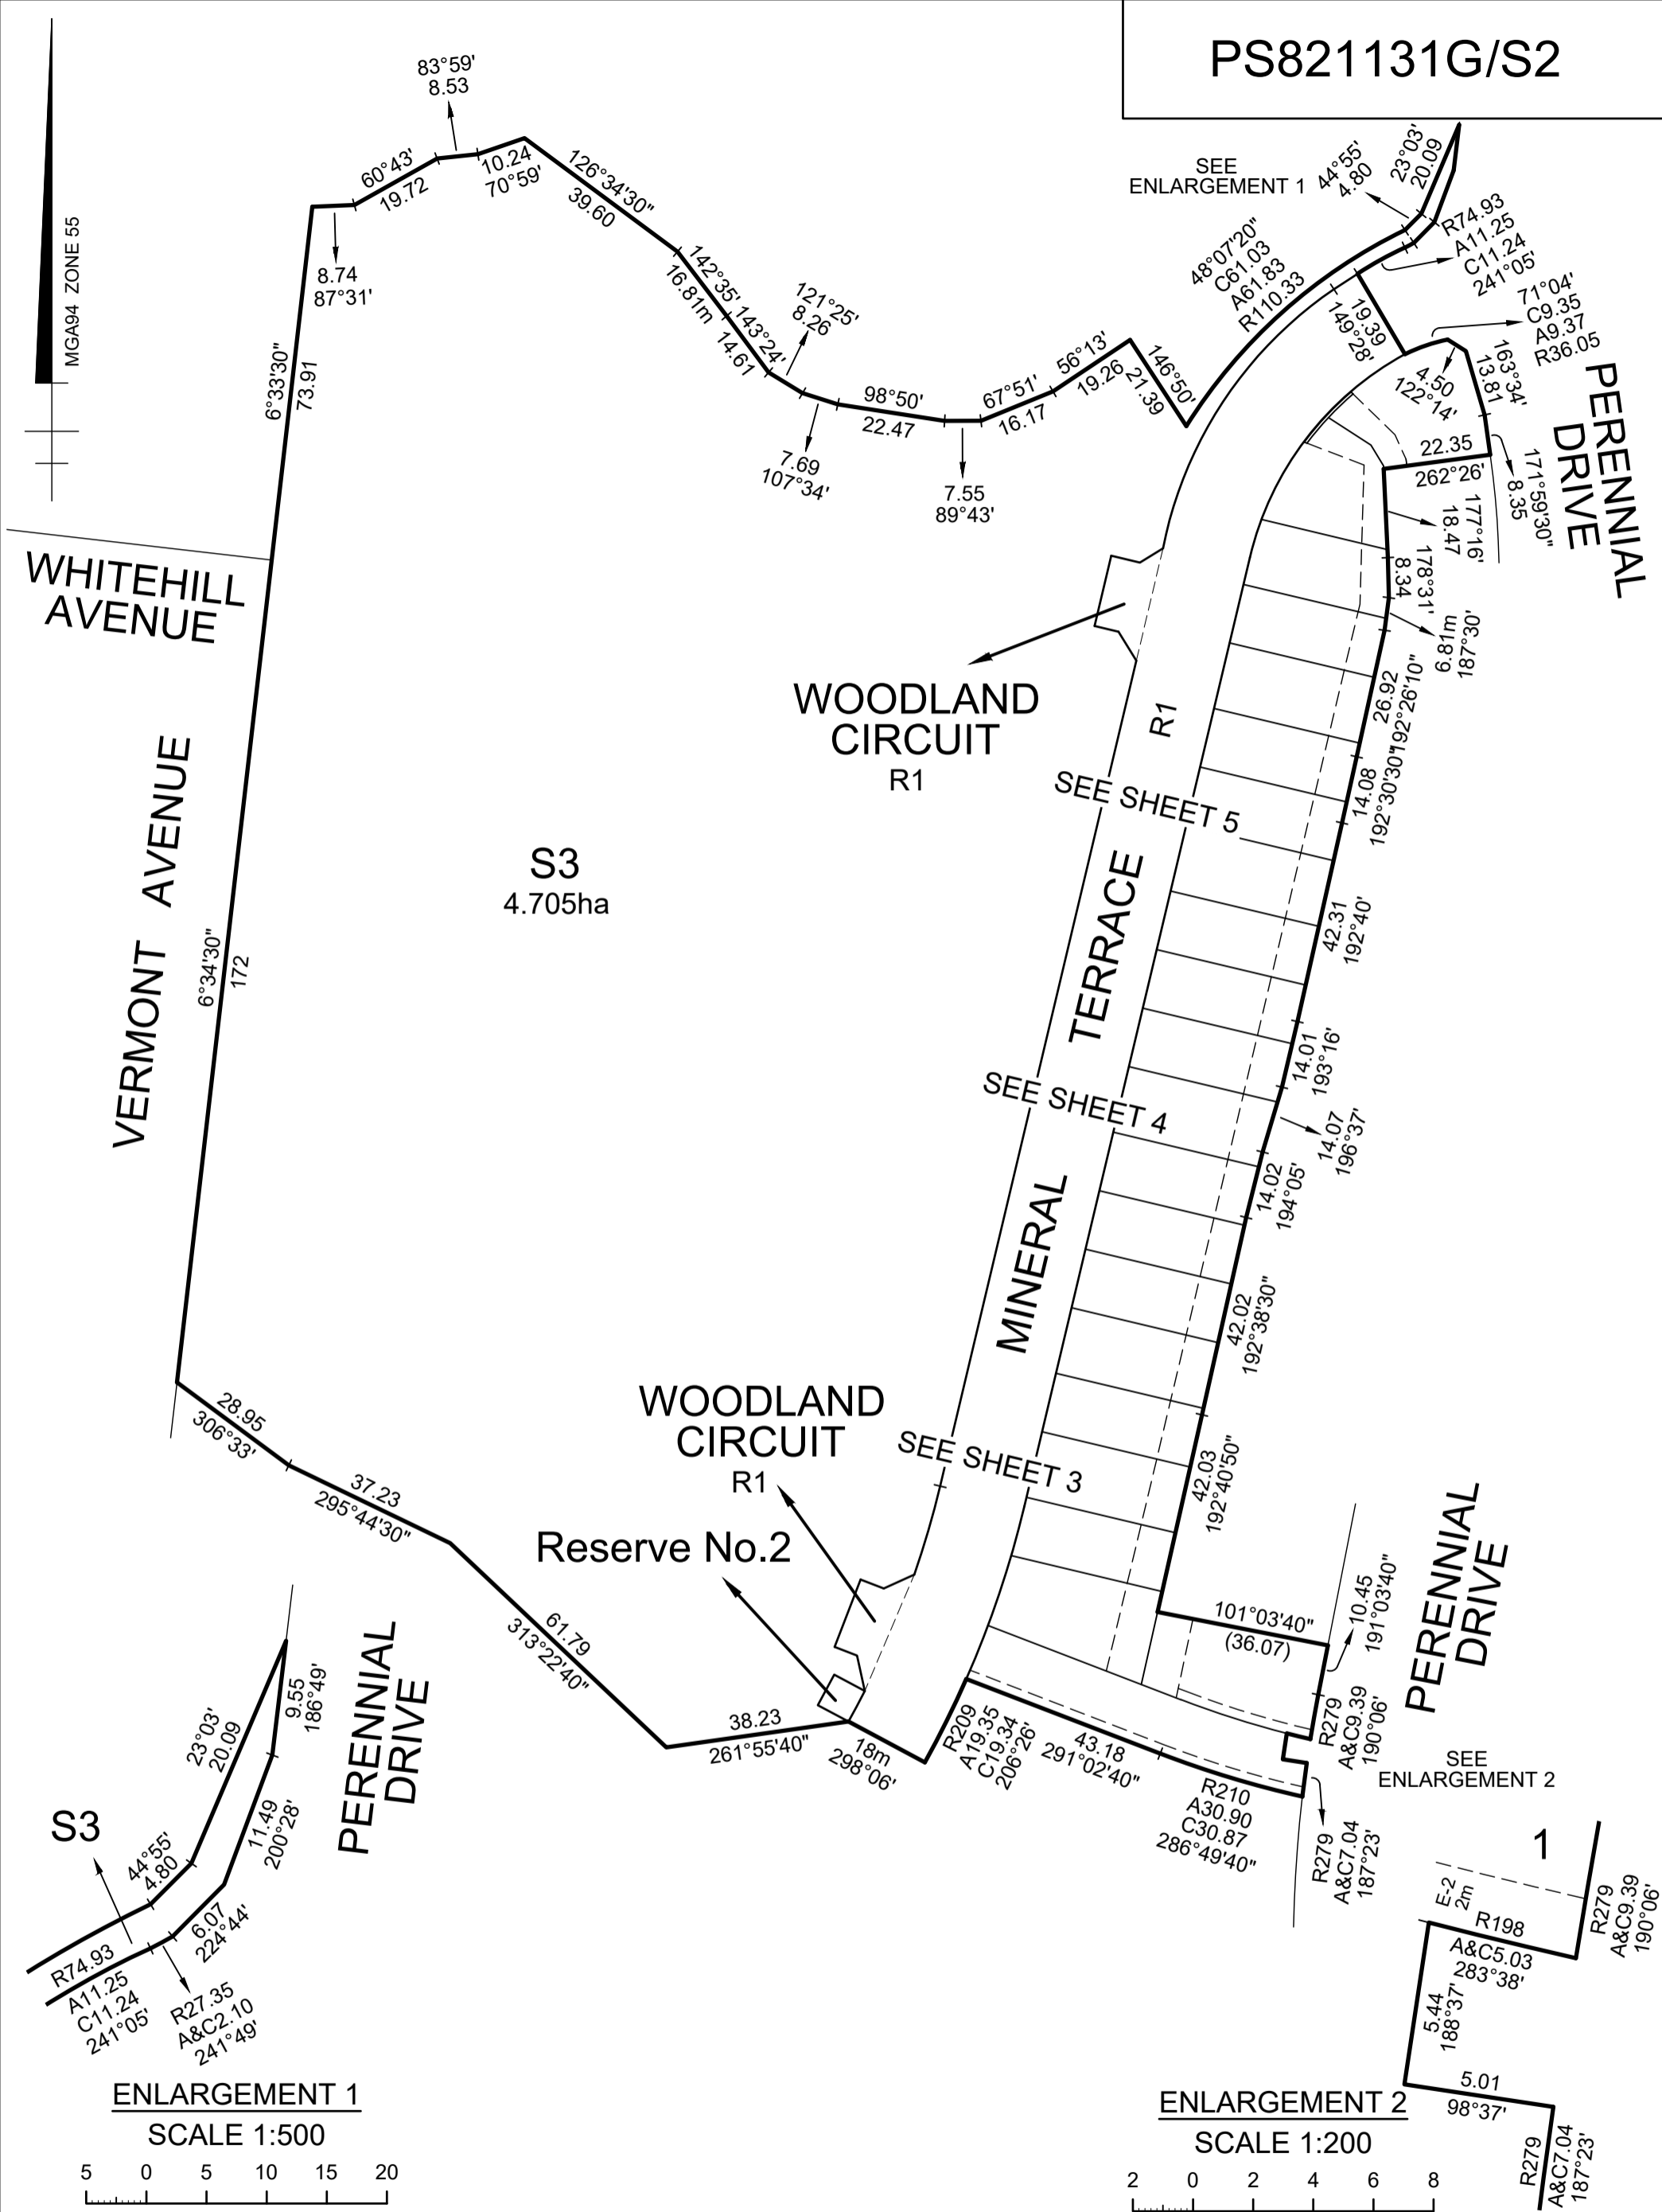 PS821131G/S2
MGA94 ZONE 55
83°59'
8.53
60°43'
19.72
10.24
70°59'
8.74
87°31'
126°34'30"
39.60
142°35'
16.81m
143°24'
14.61
121°25'
8.26
7.69
107°34'
98°50'
22.47
7.55
89°43'
67°51'
16.17
56°13'
19.26
146°50'
21.39
48°07'20"
C61.03
A61.83
R110.33
SEE
ENLARGEMENT 1
44°55'
4.80
23°03'
20.09
R74.93
A11.25
C11.24
241°05'
19.39
149°28'
71°04'
C9.35
A9.37
R36.05
4.50
122°14'
163°34'
13.81
PERENNIAL
DRIVE
22.35
262°26'
171°59'30"
8.35
177°16'
18.47
178°31'
8.34
6.81m
187°30'
26.92
192°26'10"
14.08
192°30'30"
42.31
192°40'
14.01
193°16'
14.07
196°37'
14.02
194°05'
42.02
192°38'30"
42.03
192°40'50"
6°33'30"
73.91
WHITEHILL
AVENUE
VERMONT AVENUE
6°34'30"
172
S3
4.705ha
WOODLAND
CIRCUIT
R1
R1
SEE SHEET 5
MINERAL TERRACE
SEE SHEET 4
SEE SHEET 3
WOODLAND
CIRCUIT
R1
Reserve No.2
28.95
306°33'
37.23
295°44'30"
61.79
313°22'40"
38.23
261°55'40"
18m
298°06'
R209
A19.35
C19.34
206°26'
43.18
291°02'40"
R210
A30.90
C30.87
286°49'40"
101°03'40"
(36.07)
10.45
191°03'40"
PERENNIAL
DRIVE
R279
A&C9.39
190°06'
R279
A&C7.04
187°23'
SEE
ENLARGEMENT 2
PERENNIAL
DRIVE
23°03'
20.09
9.55
186°49'
11.49
200°28'
S3
44°55'
4.80
6.07
224°44'
R74.93
A11.25
C11.24
241°05'
R27.35
A&C2.10
241°49'
ENLARGEMENT 1
SCALE 1:500
5 0 5 10 15 20
1
E-2
2m
R198
A&C5.03
283°38'
R279
A&C9.39
190°06'
5.44
188°37'
5.01
98°37'
R279
A&C7.04
187°23'
ENLARGEMENT 2
SCALE 1:200
2 0 2 4 6 8